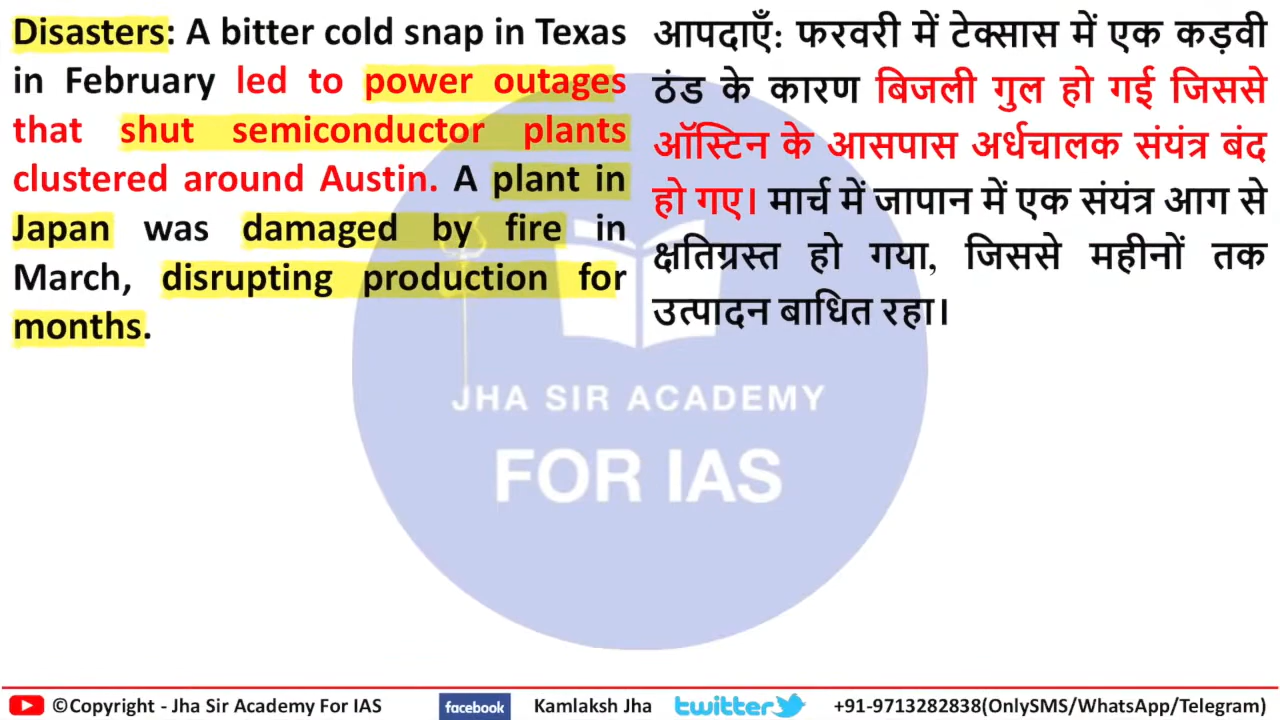 Disasters: A bitter cold snap in Texas
in February led to power outages
that shut semiconductor plants
clustered around Austin. A plant in
Japan was damaged by fire in
March, disrupting production for
months.
आपदाएँ: फरवरी में टेक्सास में एक कड़वी
ठंड के कारण बिजली गुल हो गई जिससे
ऑस्टिन के आसपास अर्धचालक संयंत्र बंद
हो गए। मार्च में जापान में एक संयंत्र आग से
क्षतिग्रस्त हो गया, जिससे महीनों तक
उत्पादन बाधित रहा।
JHA SIR ACADEMY
FOR IAS
©Copyright - Jha Sir Academy For IAS facebook Kamlaksh Jha twitter +91-9713282838(OnlySMS/WhatsApp/Telegram)